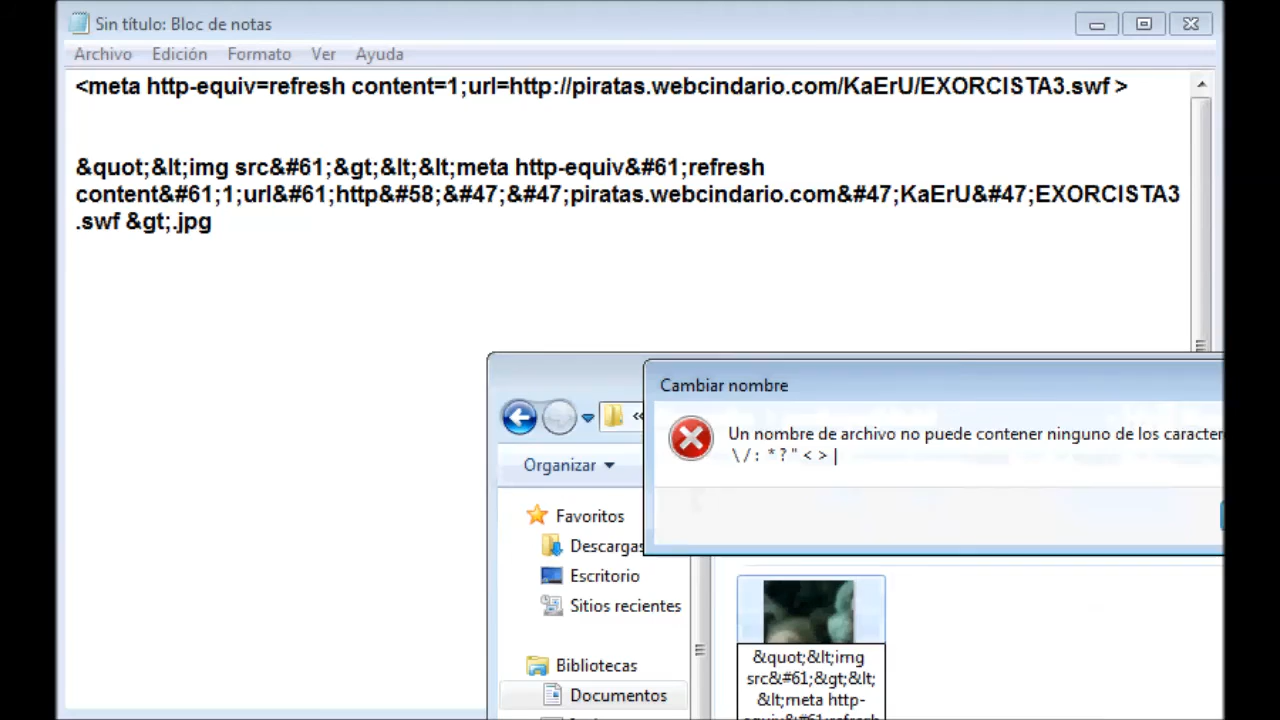 Sin título: Bloc de notas
Archivo Edición Formato Ver Ayuda
<meta http-equiv=refresh content=1;url=http://piratas.webcindario.com/KaErU/EXORCISTA3.swf >
&quot;&lt;img src&#61;&gt;&lt;&lt;meta http-equiv&#61;refresh
content&#61;1;url&#61;http&#58;&#47;&#47;piratas.webcindario.com&#47;KaErU&#47;EXORCISTA3
.swf &gt;.jpg
Cambiar nombre
Un nombre de archivo no puede contener ninguno de los caracter
\ / : * ? " < > |
«
Organizar
Favoritos
Descargas
Escritorio
Sitios recientes
Bibliotecas
Documentos
&quot;&lt;img
src&#61;&gt;&lt;
&lt;meta http-
equiv&#61;refresh